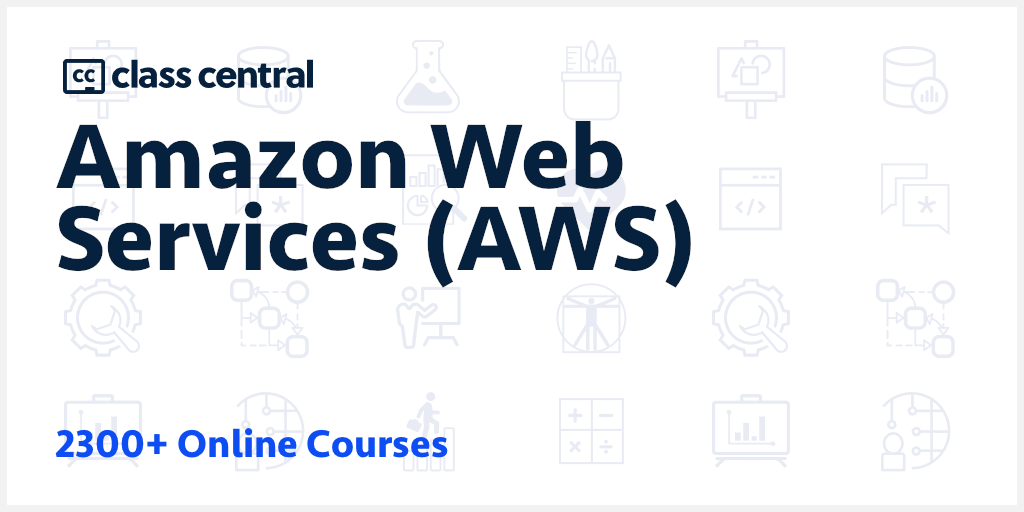 cc class central
Amazon Web
Services (AWS)
2300+ Online Courses